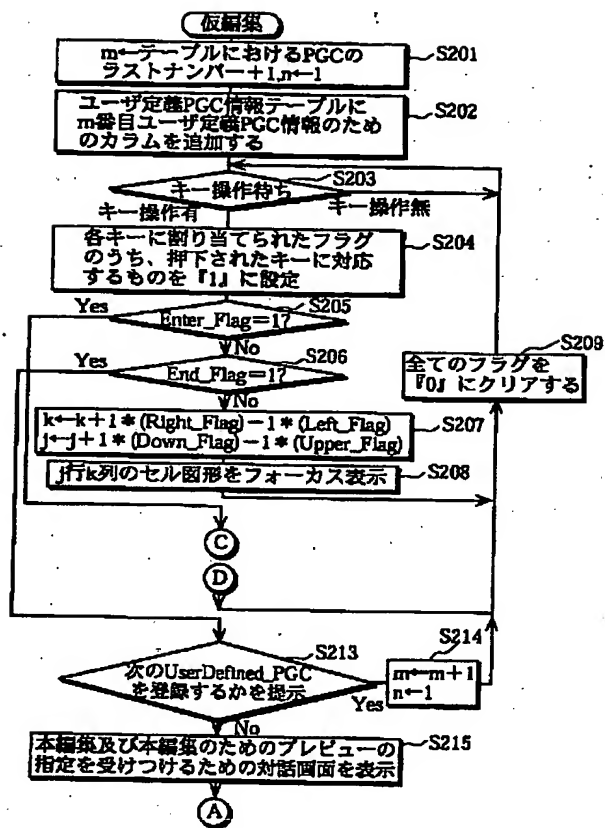 仮編集
m←テーブルにおけるPGCの
ラストナンバー+1,n←1
S201
ユーザ定義PGC情報テーブルに
m番目ユーザ定義PGC情報のため
のカラムを追加する
S202
キー操作待ち
S203
キー操作有
キー操作無
各キーに割り当てられたフラグ
のうち、押下されたキーに対応
するものを『1』に設定
S204
Yes
Enter_Flag=1?
S205
No
Yes
End_Flag=1?
S206
No
全てのフラグを
『0』にクリアする
S209
k←k+1*(Right_Flag)-1*(Left_Flag)
j←j+1*(Down_Flag)-1*(Upper_Flag)
S207
j行k列のセル図形をフォーカス表示
S208
C
D
次のUserDefined_PGC
を登録するかを提示
S213
Yes
m←m+1
n←1
S214
No
本編集及び本編集のためのプレビューの
指定を受けつけるための対話画面を表示
S215
A